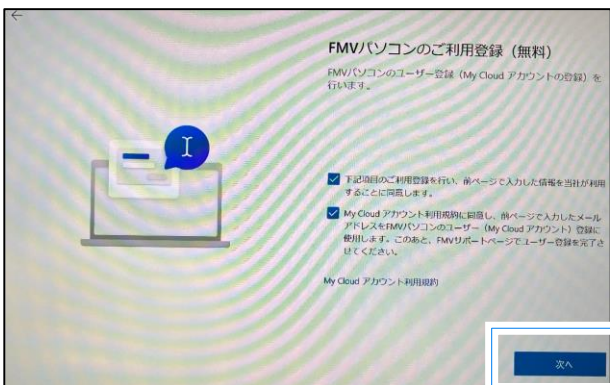 FMVパソコンのご利用登録（無料）
FMVパソコンのユーザー登録（My Cloud アカウントの登録）を
行います。
下記項目のご利用登録を行い、前ページで入力した情報を当社が利用
することに同意します。
My Cloud アカウント利用規約に同意し、前ページで入力したメール
アドレスをFMVパソコンのユーザー（My Cloud アカウント）登録に
使用します。このあと、FMVサポートページでユーザー登録を完了さ
せてください。
My Cloud アカウント利用規約
次へ